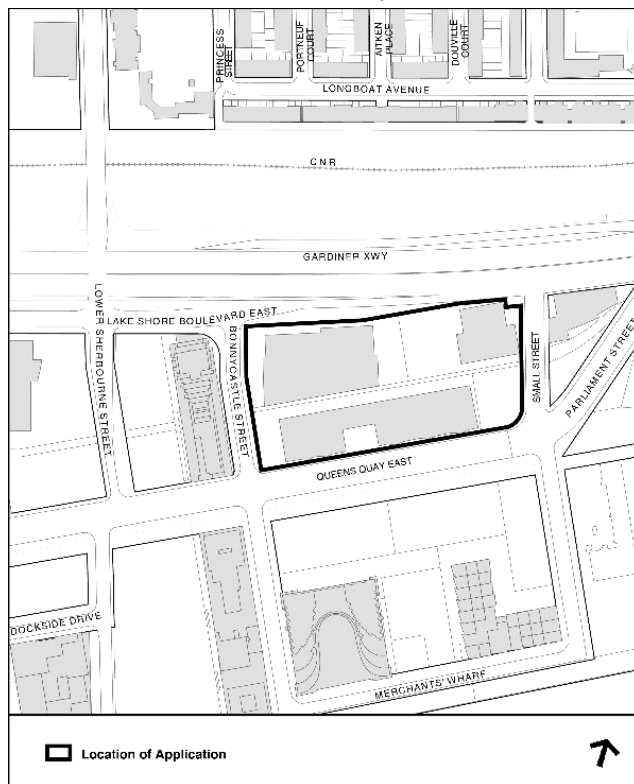 PRINCESS
STREET
PORTNEUF
COURT
AITKEN
PLACE
DOUVILLE
COURT
LONGBOAT AVENUE
CNR
GARDINER XWY
LAKE SHORE BOULEVARD EAST
LOWER SHERBOURNE STREET
BONNYCASTLE STREET
SMALL STREET
PARLIAMENT STREET
QUEENS QUAY EAST
DOCKSIDE DRIVE
MERCHANTS' WHARF
Location of Application